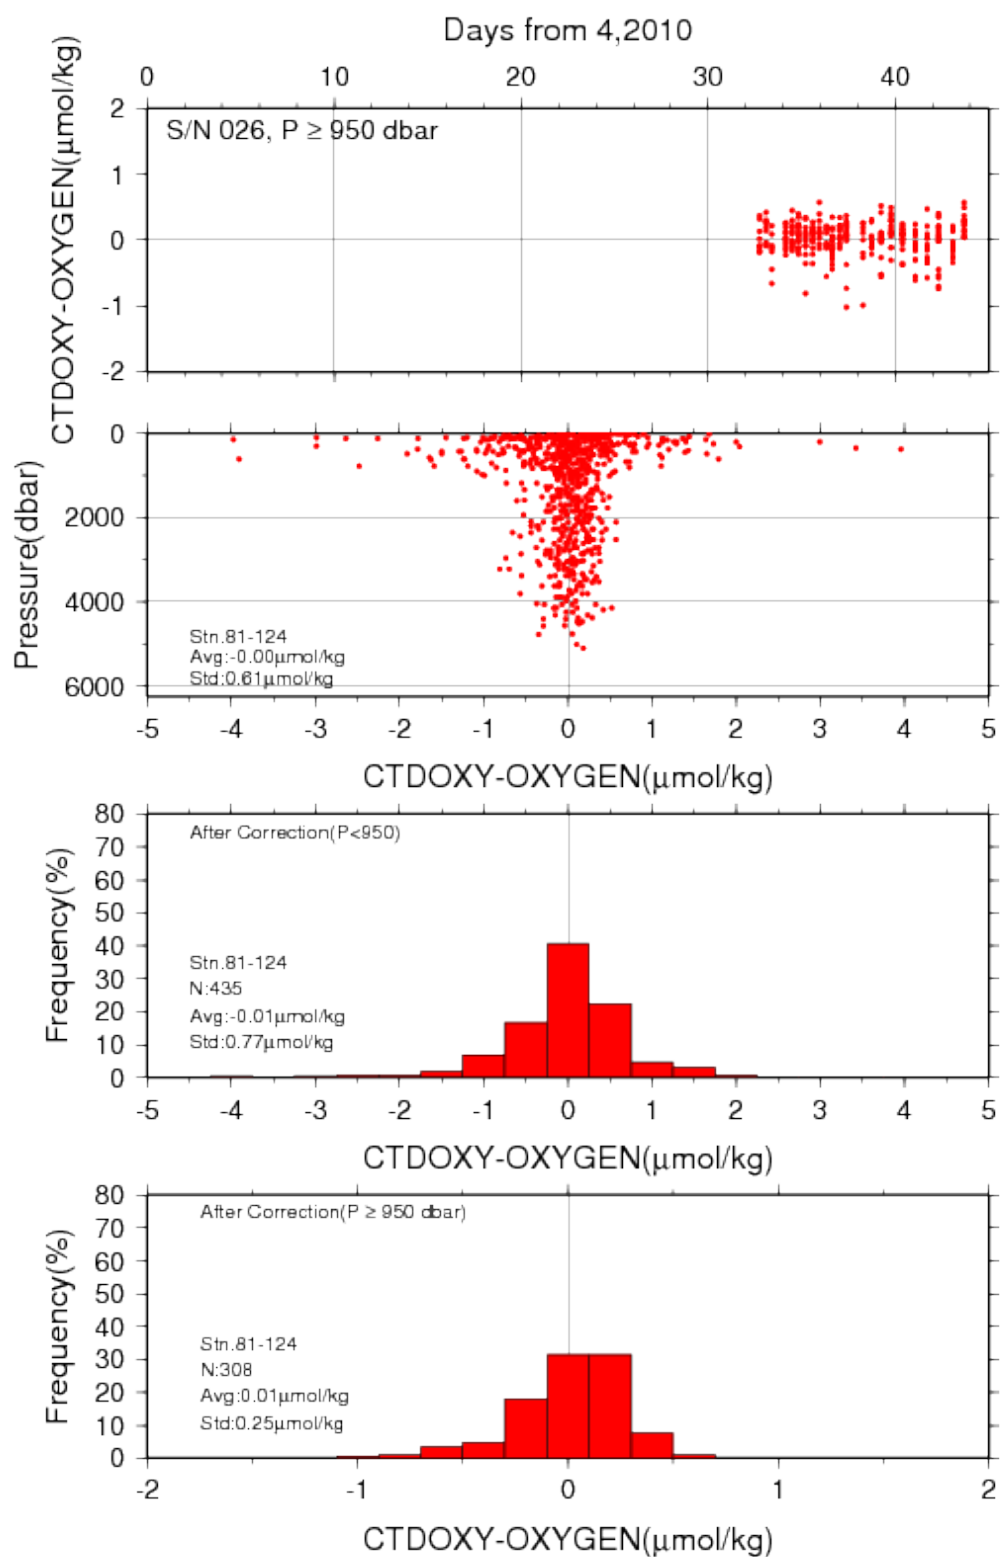 Days from 4,2010
0 10 20 30 40
CTDOXY-OXYGEN(μmol/kg)
2
1
0
-1
-2
S/N 026, P ≥ 950 dbar
Pressure(dbar)
0
2000
4000
6000
Stn.81-124
Avg:-0.00μmol/kg
Std:0.61μmol/kg
-5 -4 -3 -2 -1 0 1 2 3 4 5
CTDOXY-OXYGEN(μmol/kg)
Frequency(%)
80
70
60
50
40
30
20
10
0
After Correction(P<950)
Stn.81-124
N:435
Avg:-0.01μmol/kg
Std:0.77μmol/kg
-5 -4 -3 -2 -1 0 1 2 3 4 5
CTDOXY-OXYGEN(μmol/kg)
Frequency(%)
80
70
60
50
40
30
20
10
0
After Correction(P ≥ 950 dbar)
Stn.81-124
N:308
Avg:0.01μmol/kg
Std:0.25μmol/kg
-2 -1 0 1 2
CTDOXY-OXYGEN(μmol/kg)